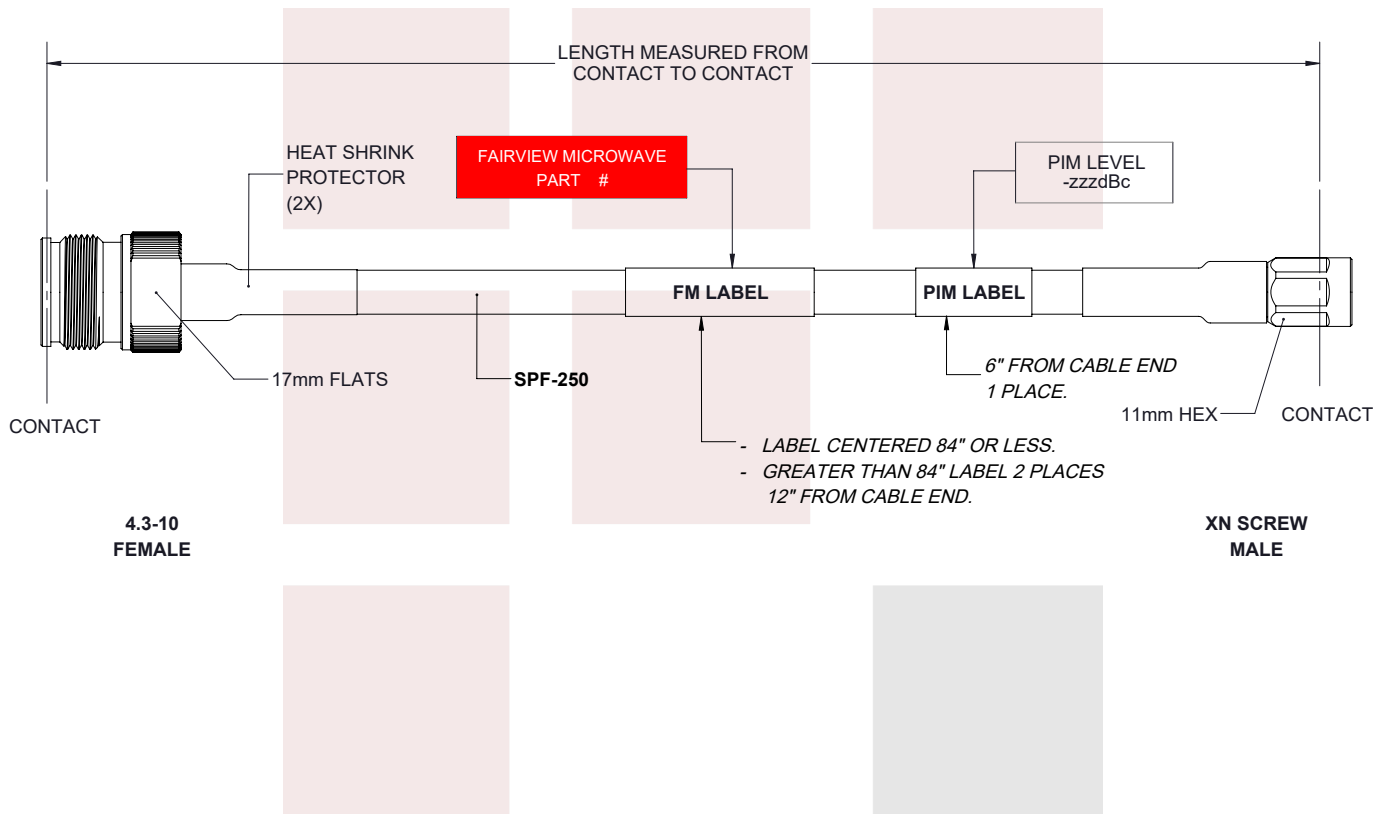 LENGTH MEASURED FROM
CONTACT TO CONTACT
HEAT SHRINK
PROTECTOR
(2X)
FAIRVIEW MICROWAVE
PART #
PIM LEVEL
-zzzdBc
FM LABEL
PIM LABEL
17mm FLATS
SPF-250
6" FROM CABLE END
1 PLACE.
11mm HEX
CONTACT
CONTACT
- LABEL CENTERED 84" OR LESS.
- GREATER THAN 84" LABEL 2 PLACES
12" FROM CABLE END.
4.3-10
FEMALE
XN SCREW
MALE